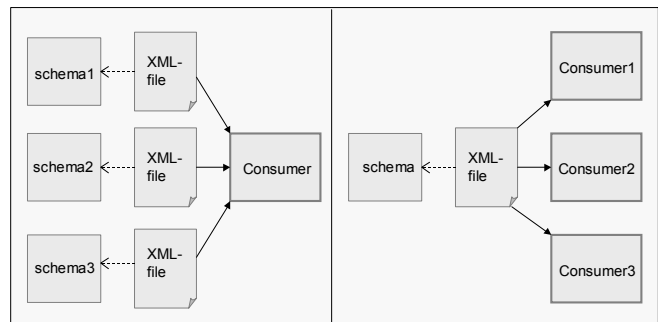 schema1
XML-
file
schema2
XML-
file
Consumer
schema3
XML-
file
Consumer1
schema
XML-
file
Consumer2
Consumer3